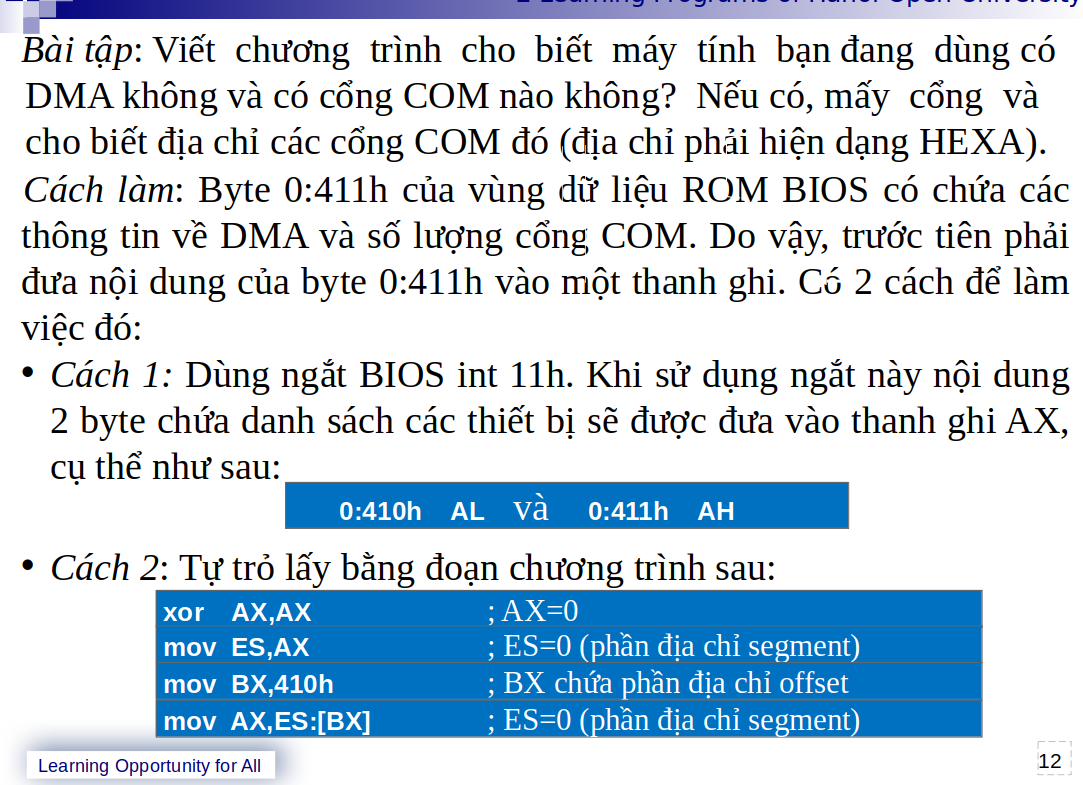 E-Learning Programs of Hanoi Open University
Bài tập: Viết chương trình cho biết máy tính bạn đang dùng có
DMA không và có cổng COM nào không? Nếu có, mấy cổng và
cho biết địa chỉ các cổng COM đó (địa chỉ phải hiện dạng HEXA).
Cách làm: Byte 0:411h của vùng dữ liệu ROM BIOS có chứa các
thông tin về DMA và số lượng cổng COM. Do vậy, trước tiên phải
đưa nội dung của byte 0:411h vào một thanh ghi. Có 2 cách để làm
việc đó:
• Cách 1: Dùng ngắt BIOS int 11h. Khi sử dụng ngắt này nội dung
2 byte chứa danh sách các thiết bị sẽ được đưa vào thanh ghi AX,
cụ thể như sau:
0:410h AL và 0:411h AH
• Cách 2: Tự trỏ lấy bằng đoạn chương trình sau:
xor AX,AX ; AX=0
mov ES,AX ; ES=0 (phần địa chỉ segment)
mov BX,410h ; BX chứa phần địa chỉ offset
mov AX,ES:[BX] ; ES=0 (phần địa chỉ segment)
Learning Opportunity for All
12